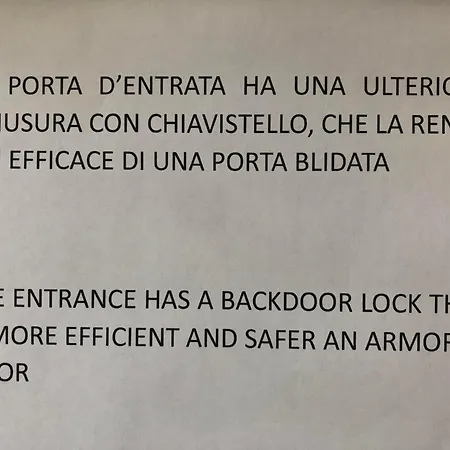 PORTA D'ENTRATA HA UNA ULTERIO
IUSURA CON CHIAVISTELLO, CHE LA REN
EFFICACE DI UNA PORTA BLIDATA
E ENTRANCE HAS A BACKDOOR LOCK TH
MORE EFFICIENT AND SAFER AN ARMOR
OR